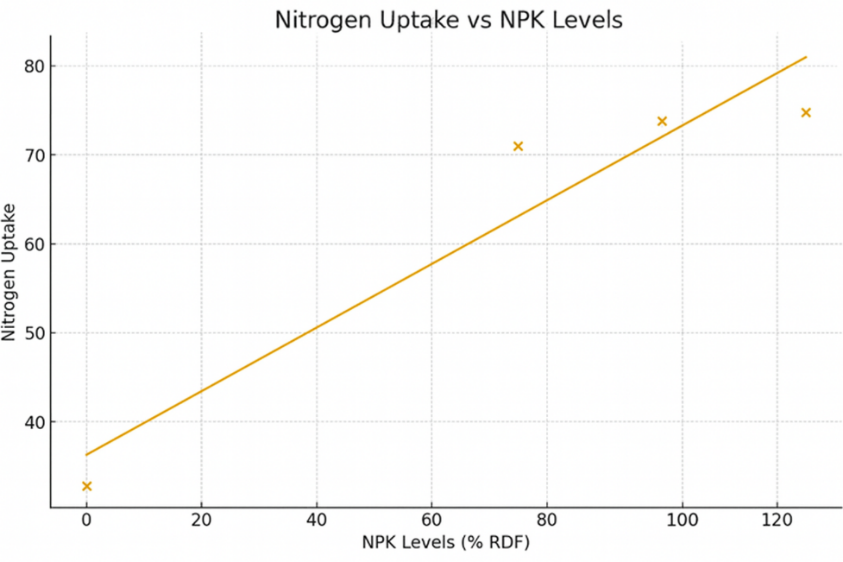 Nitrogen Uptake vs NPK Levels
80
70
60
50
40
Nitrogen Uptake
0 20 40 60 80 100 120
NPK Levels (% RDF)